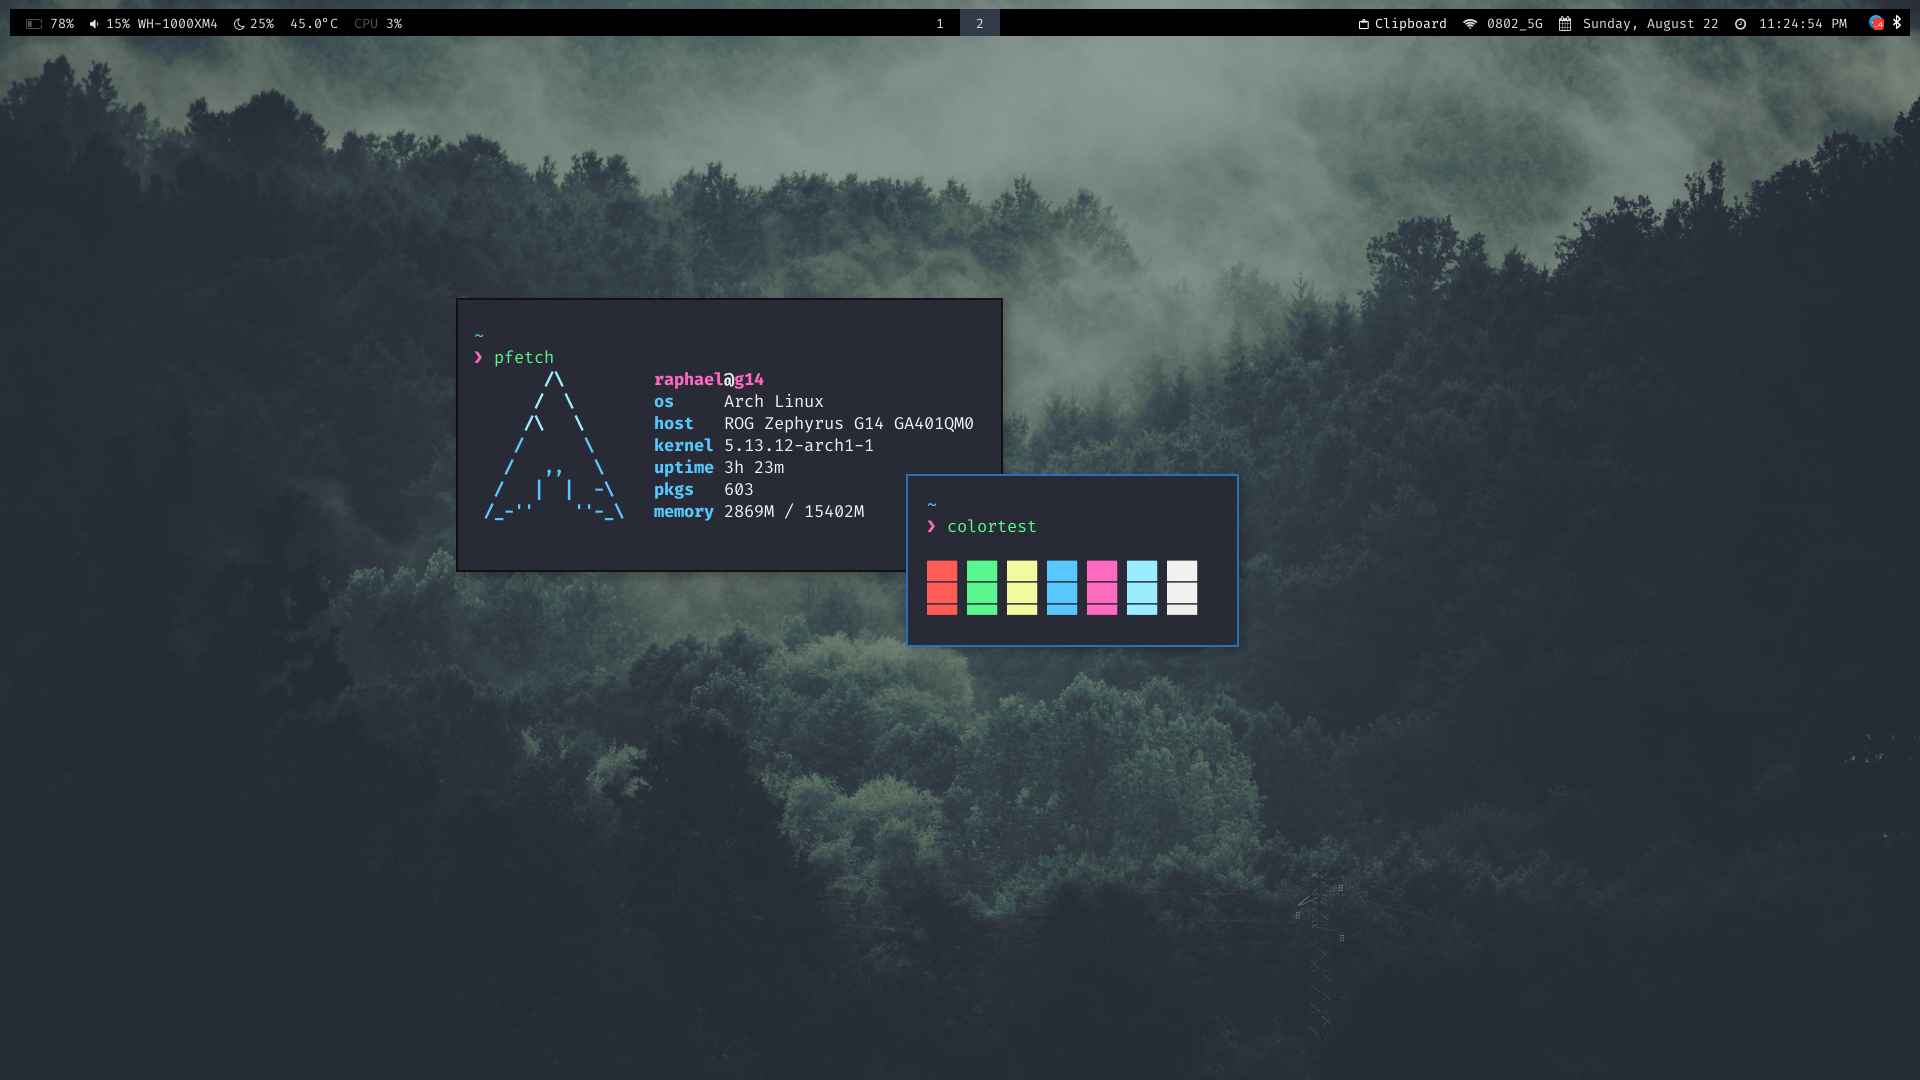 78% 15% WH-1000XM4 25% 45.0°C CPU 3% 1 2 Clipboard 0802_5G Sunday, August 22 11:24:54 PM
~
❯ pfetch
raphael@g14
os Arch Linux
host ROG Zephyrus G14 GA401QM0
kernel 5.13.12-arch1-1
uptime 3h 23m
pkgs 603
memory 2869M / 15402M
~
❯ colortest